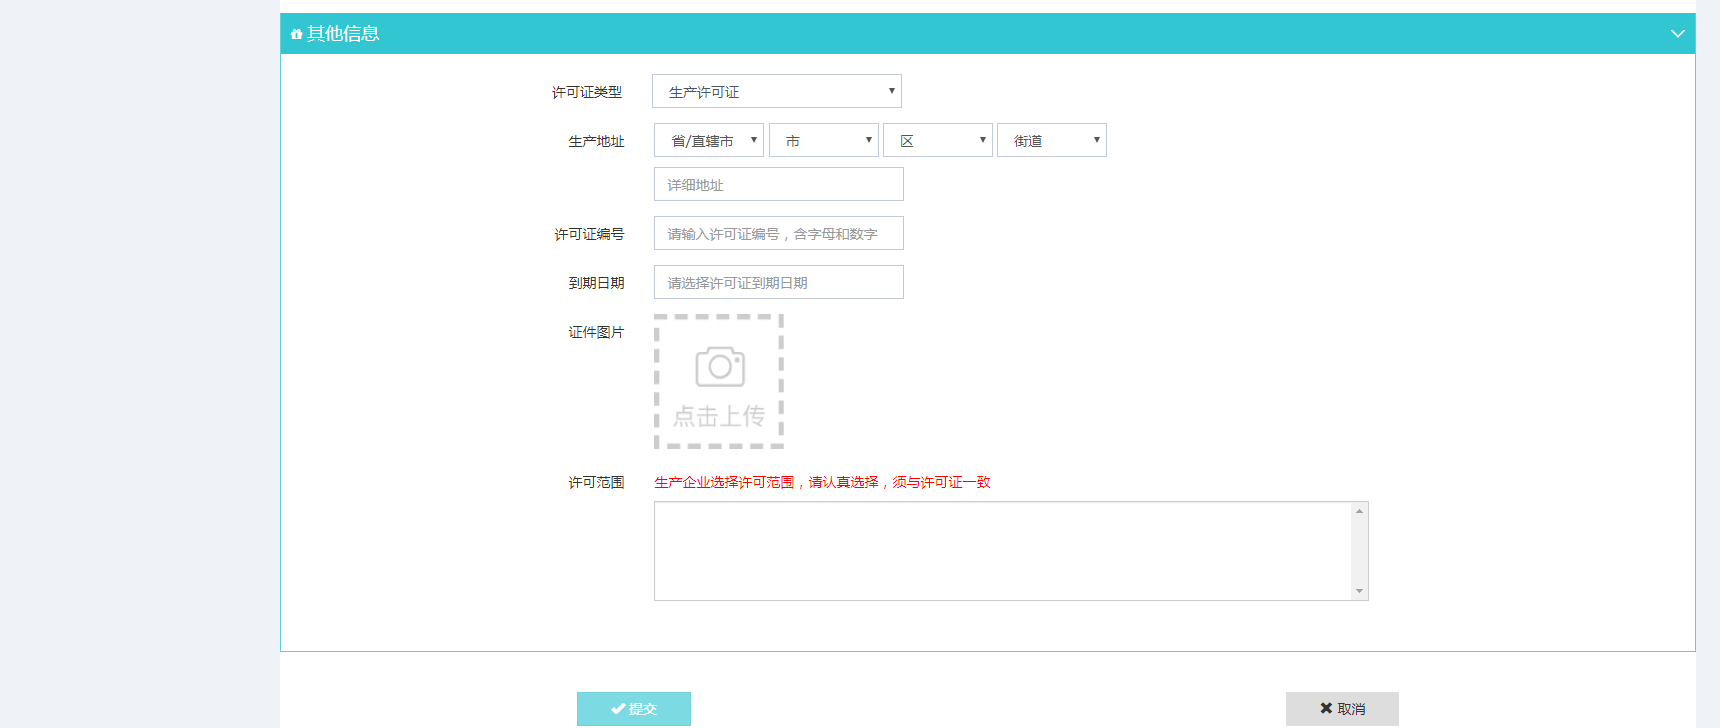 其他信息
许可证类型 生产许可证
生产地址 省/直辖市 市 区 街道
详细地址
许可证编号 请输入许可证编号，含字母和数字
到期日期 请选择许可证到期日期
证件图片
点击上传
许可范围 生产企业选择许可范围，请认真选择，须与许可证一致
提交 取消